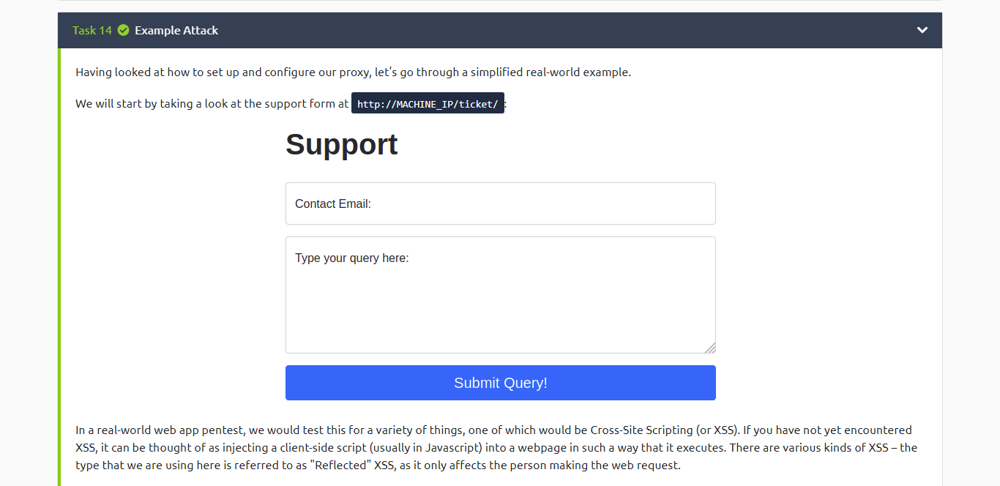 Task 14 Example Attack
Having looked at how to set up and configure our proxy, let's go through a simplified real-world example.
We will start by taking a look at the support form at http://MACHINE_IP/ticket/ :
Support
Contact Email:
Type your query here:
Submit Query!
In a real-world web app pentest, we would test this for a variety of things, one of which would be Cross-Site Scripting (or XSS). If you have not yet encountered
XSS, it can be thought of as injecting a client-side script (usually in Javascript) into a webpage in such a way that it executes. There are various kinds of XSS – the
type that we are using here is referred to as "Reflected" XSS, as it only affects the person making the web request.